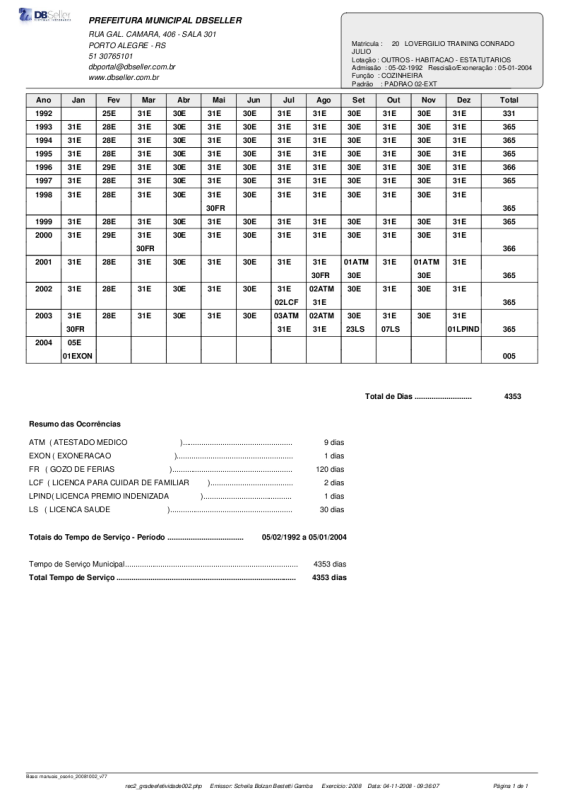 DBSeller
PREFEITURA MUNICIPAL DBSELLER
RUA GAL. CAMARA, 406 - SALA 301
PORTO ALEGRE - RS
51 30765101
dbportal@dbseller.com.br
www.dbseller.com.br
Matricula : 20 LOVERGILIO TRAINING CONRADO
JULIO
Lotação : OUTROS - HABITACAO - ESTATUTARIOS
Admissão : 05-02-1992 Rescisão/Exoneração : 05-01-2004
Função : COZINHEIRA
Padrão : PADRAO 02-EXT
Ano Jan Fev Mar Abr Mai Jun Jul Ago Set Out Nov Dez Total
1992 25E 31E 30E 31E 30E 31E 31E 30E 31E 30E 31E 331
1993 31E 28E 31E 30E 31E 30E 31E 31E 30E 31E 30E 31E 365
1994 31E 28E 31E 30E 31E 30E 31E 31E 30E 31E 30E 31E 365
1995 31E 28E 31E 30E 31E 30E 31E 31E 30E 31E 30E 31E 365
1996 31E 29E 31E 30E 31E 30E 31E 31E 30E 31E 30E 31E 366
1997 31E 28E 31E 30E 31E 30E 31E 31E 30E 31E 30E 31E 365
1998 31E 28E 31E 30E 31E 30E 31E 31E 30E 31E 30E 31E
30FR 365
1999 31E 28E 31E 30E 31E 30E 31E 31E 30E 31E 30E 31E 365
2000 31E 29E 31E 30E 31E 30E 31E 31E 30E 31E 30E 31E
30FR 366
2001 31E 28E 31E 30E 31E 30E 31E 31E 01ATM 31E 01ATM 31E
30FR 30E 30E 365
2002 31E 28E 31E 30E 31E 30E 31E 02ATM 30E 31E 30E 31E
02LCF 31E 365
2003 31E 28E 31E 30E 31E 30E 03ATM 02ATM 30E 31E 30E 31E
30FR 31E 31E 23LS 07LS 01LPIND 365
2004 05E
01EXON 005
Total de Dias ........................... 4353
Resumo das Ocorrências
ATM ( ATESTADO MEDICO ).................................................... 9 dias
EXON ( EXONERACAO )....................................................... 1 dias
FR ( GOZO DE FERIAS )......................................................... 120 dias
LCF ( LICENCA PARA CUIDAR DE FAMILIAR )........................................ 2 dias
LPIND( LICENCA PREMIO INDENIZADA )........................................... 1 dias
LS ( LICENCA SAUDE )........................................................... 30 dias
Totais do Tempo de Serviço - Período ................................... 05/02/1992 a 05/01/2004
Tempo de Serviço Municipal................................................................................. 4353 dias
Total Tempo de Serviço .................................................................................... 4353 dias
Base: manuais_osorio_20091002_v77
rec2_gradeefetividade002.php Emissor: Scheila Bolzan Bestetti Gamba Exercicio: 2008 Data: 04-11-2008 - 09:36:07 Página 1 de 1